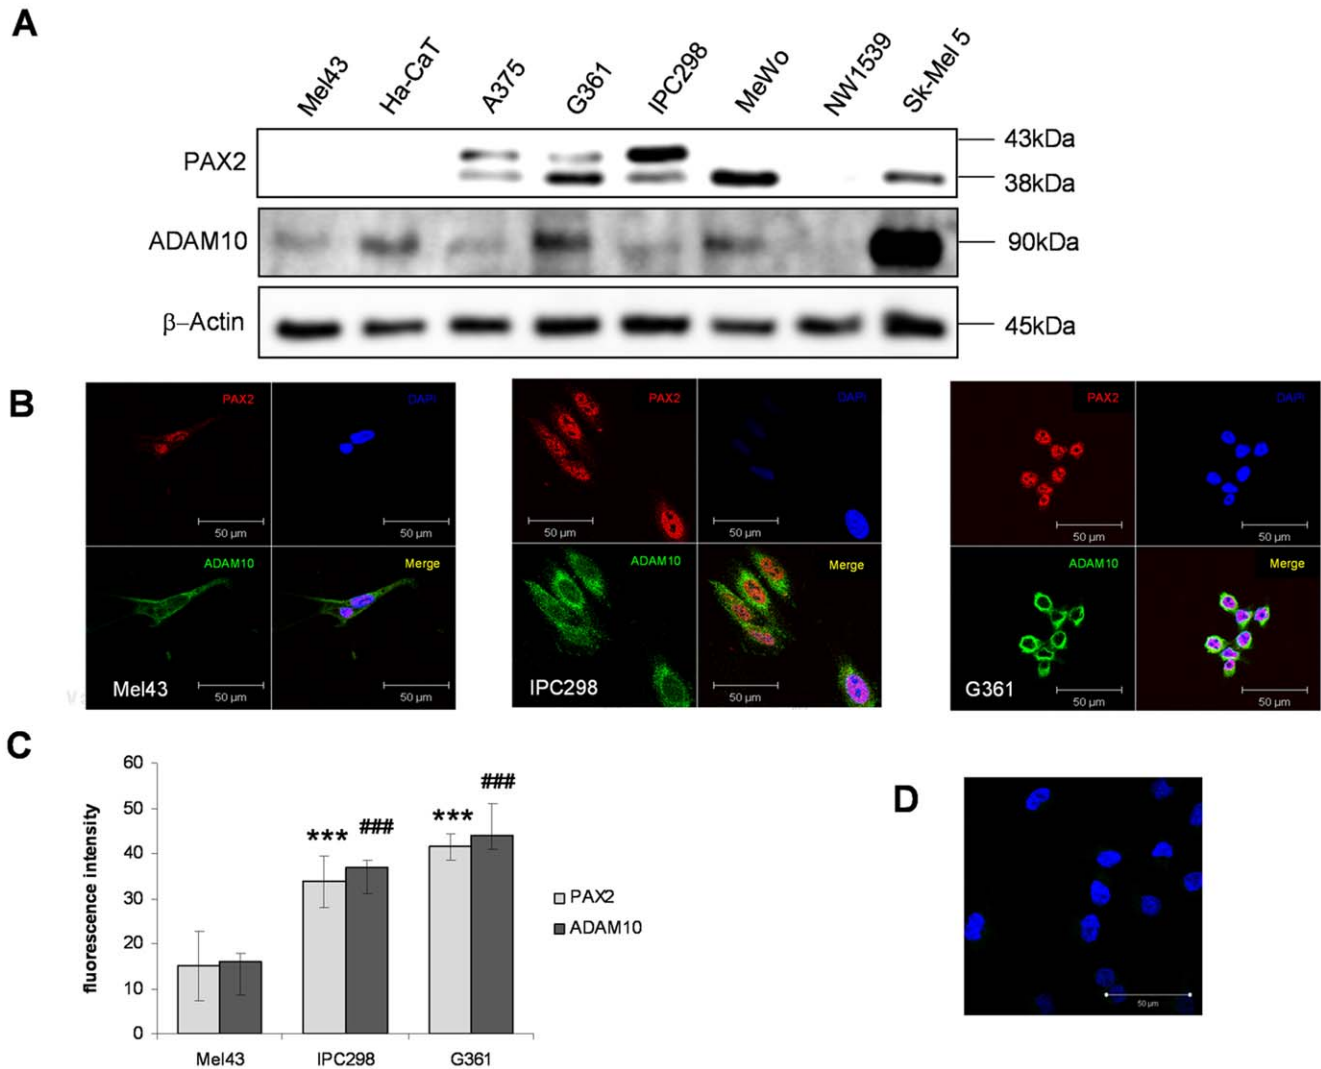 A
Mel43
Ha-CaT
A375
G361
IPC298
MeWo
NW1539
Sk-Mel 5
PAX2
43kDa
38kDa
ADAM10
90kDa
β–Actin
45kDa
B
PAX2
DAPI
50 µm
50 µm
ADAM10
Merge
Mel43
50 µm
50 µm
PAX2
DAPI
50 µm
50 µm
ADAM10
Merge
IPC298
50 µm
PAX2
DAPI
50 µm
50 µm
ADAM10
Merge
G361
50 µm
50 µm
C
fluorescence intensity
60
50
40
30
20
10
0
***
###
***
###
Mel43
IPC298
G361
PAX2
ADAM10
D
50 µm